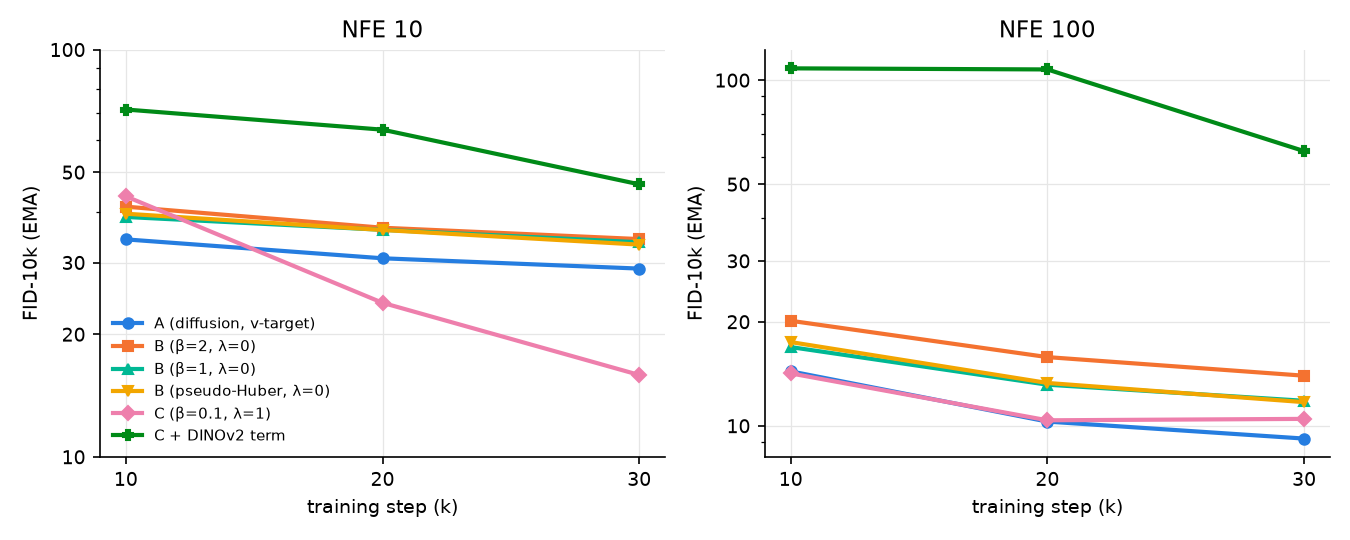 NFE 10
FID-10k (EMA)
100
50
30
20
10
A (diffusion, v-target)
B (β=2, λ=0)
B (β=1, λ=0)
B (pseudo-Huber, λ=0)
C (β=0.1, λ=1)
C + DINOv2 term
10 20 30
training step (k)
NFE 100
FID-10k (EMA)
100
50
30
20
10
10 20 30
training step (k)